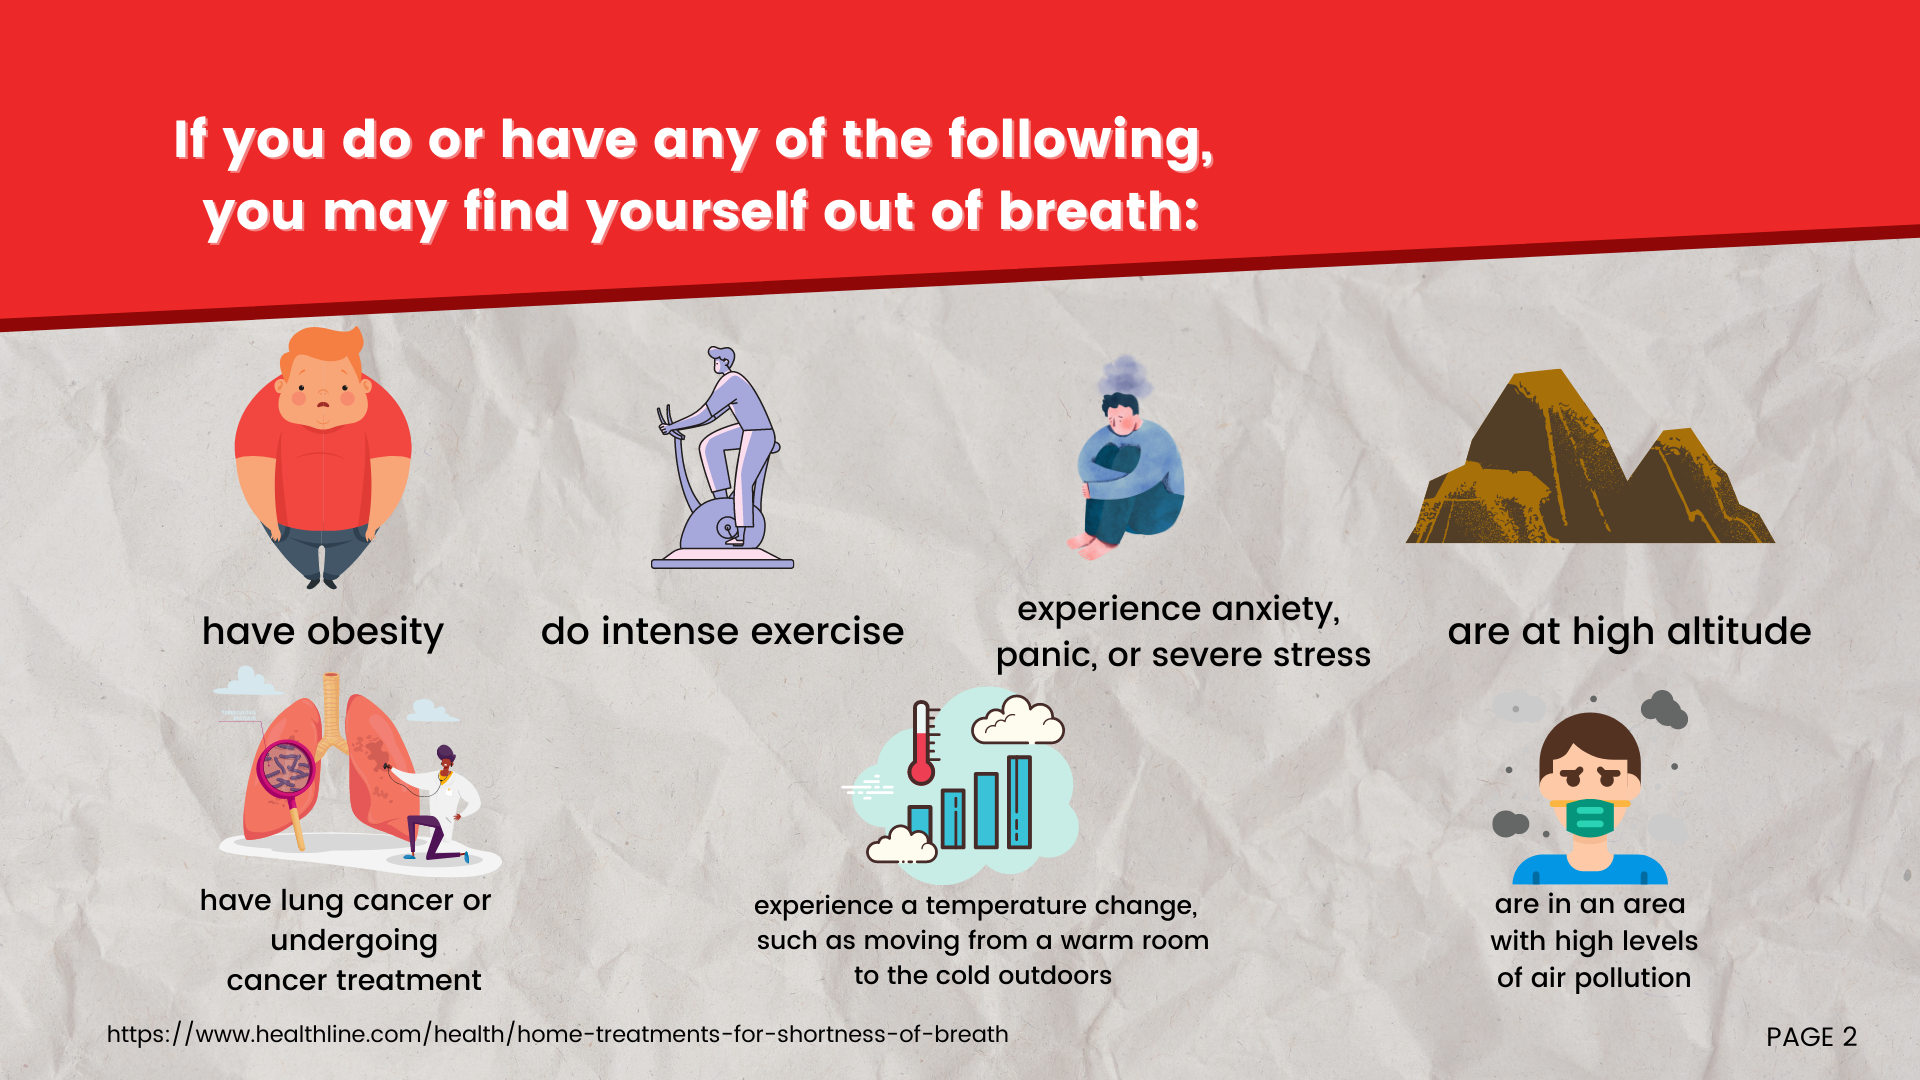 If you do or have any of the following,
you may find yourself out of breath:
have obesity
do intense exercise
experience anxiety,
panic, or severe stress
are at high altitude
have lung cancer or
undergoing
cancer treatment
experience a temperature change,
such as moving from a warm room
to the cold outdoors
are in an area
with high levels
of air pollution
https://www.healthline.com/health/home-treatments-for-shortness-of-breath
PAGE 2